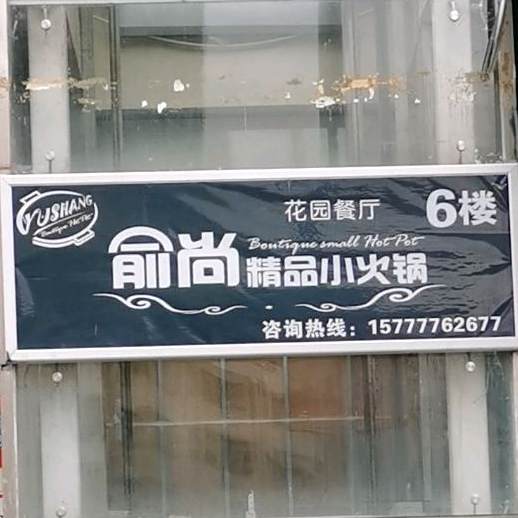 YUSHANG
Boutique Hot Pot
花园餐厅
6楼
俞尚
Boutique small Hot Pot
精品小火锅
咨询热线：15777762677